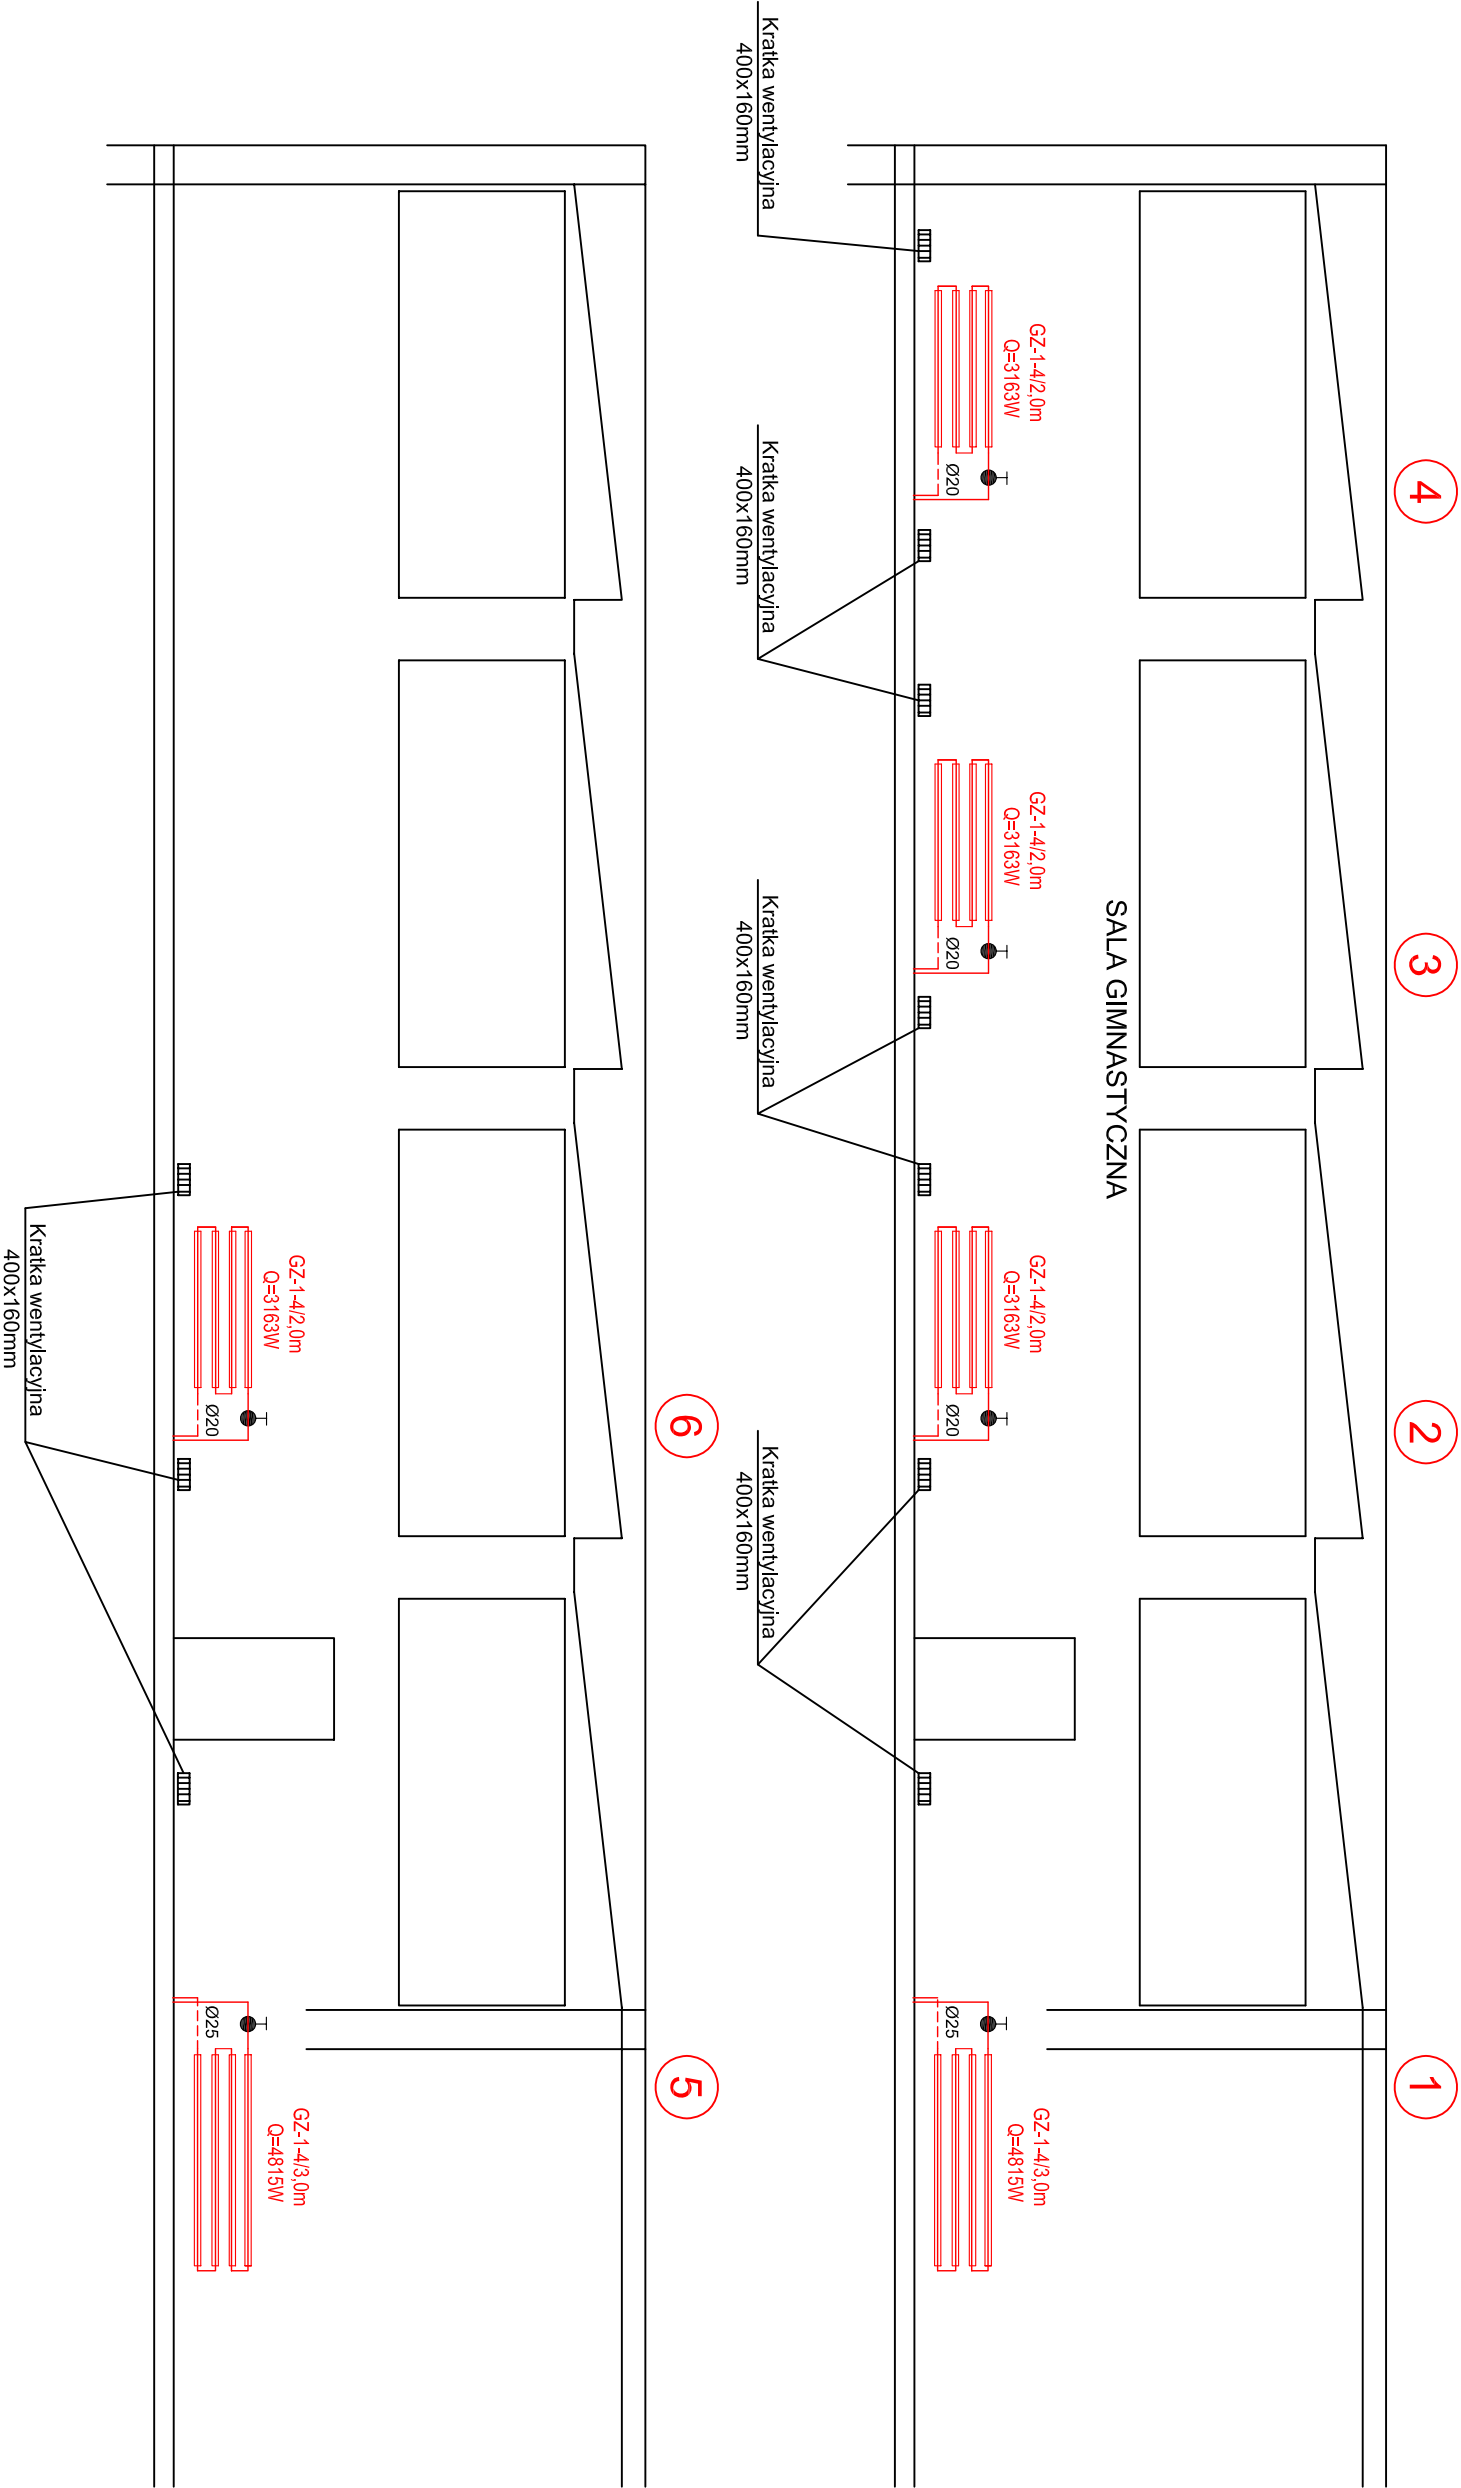 4
3
2
1
GZ-1-4/2,0m
Q=3163W
GZ-1-4/2,0m
Q=3163W
SALA GIMNASTYCZNA
GZ-1-4/2,0m
Q=3163W
GZ-1-4/3,0m
Q=4815W
Ø20
Ø20
Ø20
Ø25
Kratka wentylacyjna
400x160mm
Kratka wentylacyjna
400x160mm
Kratka wentylacyjna
400x160mm
Kratka wentylacyjna
400x160mm
6
5
GZ-1-4/2,0m
Q=3163W
GZ-1-4/3,0m
Q=4815W
Ø20
Ø25
Kratka wentylacyjna
400x160mm